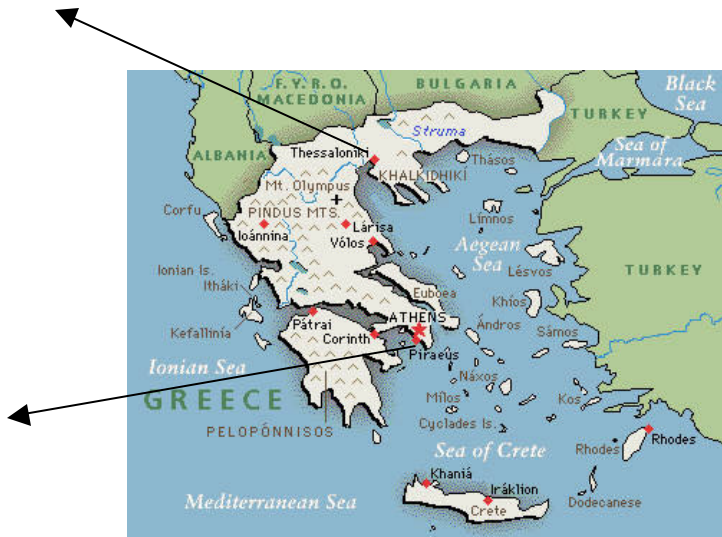 F.Y.R.O.
MACEDONIA
BULGARIA
Black
Sea
TURKEY
Sea of
Marmara
ALBANIA
Struma
Thessaloniki
KHALKIDHIKÍ
Thásos
Mt. Olympus
Corfu
PINDUS MTS.
Ioánnina
Lárisa
Vólos
Límnos
Aegean
Sea
Lésvos
TURKEY
Ionian Is.
Itháki
Euboea
Khíos
Kefallinía
Pátrai
ATHENS
Corinth
Piraeus
Ándros
Sámos
Ionian Sea
GREECE
PELOPÓNNISOS
Náxos
Mílos
Cyclades Is.
Kos
Sea of Crete
Rhodes
Rhodes
Khaniá
Iráklion
Crete
Dodecanese
Mediterranean Sea